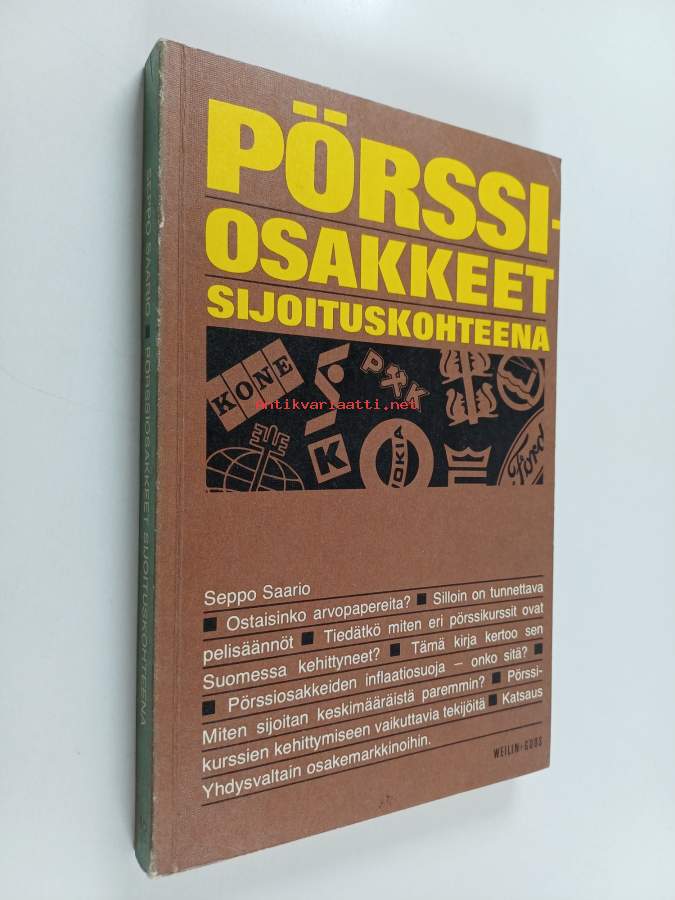 PÖRSSI-
OSAKKEET
SIJOITUSKOHTEENA
KONE
P K
antikvariaatti.net
K
NOKIA
Ford
Seppo Saario
■ Ostaisinko arvopapereita? ■ Silloin on tunnettava
pelisäännöt ■ Tiedätkö miten eri pörssikurssit ovat
Suomessa kehittyneet? ■ Tämä kirja kertoo sen
■ Pörssiosakkeiden inflaatiosuoja – onko sitä? ■
Miten sijoitan keskimääräistä paremmin? ■ Pörssi-
kurssien kehittymiseen vaikuttavia tekijöitä ■ Katsaus
Yhdysvaltain osakemarkkinoihin.
WEILIN+GÖÖS
SEPPO SAARIO ■ PÖRSSIOSAKKEET SIJOITUSKOHTEENA